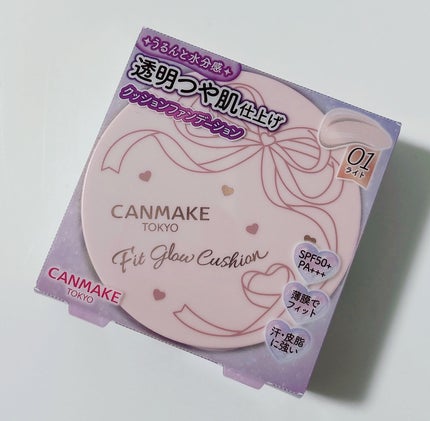 うるんと水分感
透明つや肌仕上げ
クッションファンデーション
01
ライト
CANMAKE
TOKYO
Fit Glow Cushion
SPF50+
PA+++
薄膜で
フィット
汗・皮脂
に強い
CANMAKE
TOKYO